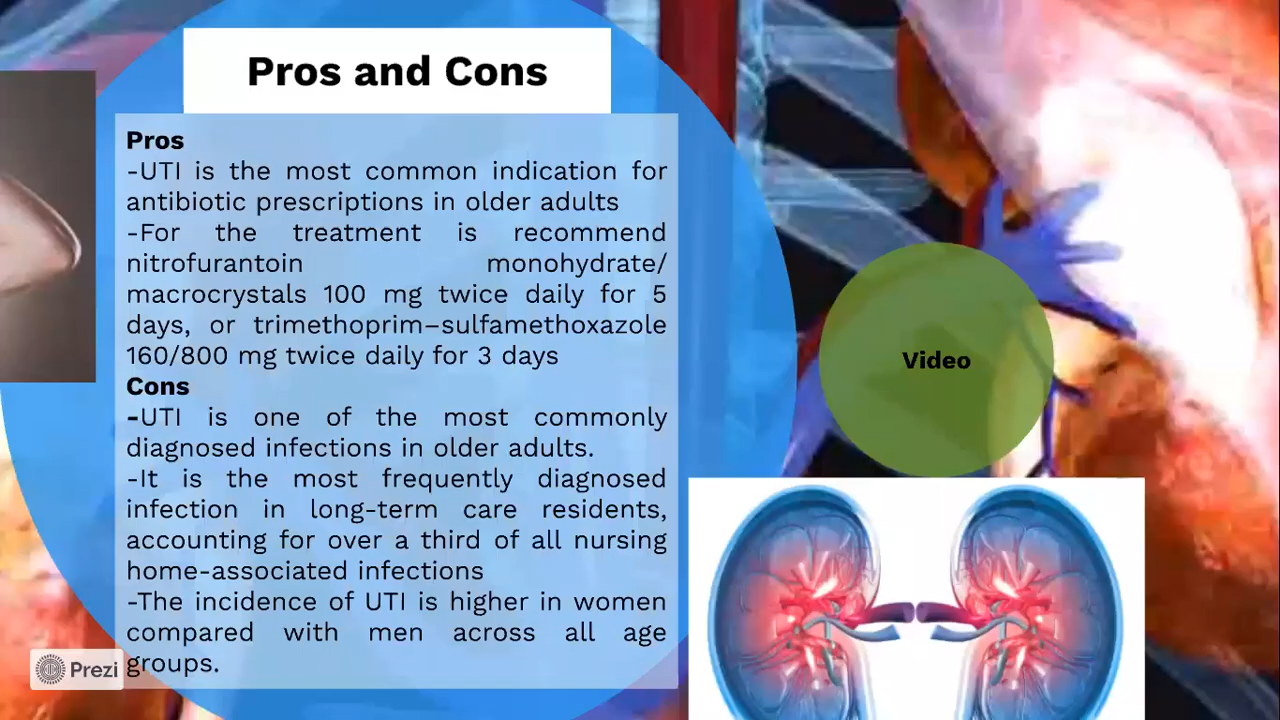 Pros and Cons
Pros
-UTI is the most common indication for
antibiotic prescriptions in older adults
-For the treatment is recommend
nitrofurantoin monohydrate/
macrocrystals 100 mg twice daily for 5
days, or trimethoprim–sulfamethoxazole
160/800 mg twice daily for 3 days
Cons
-UTI is one of the most commonly
diagnosed infections in older adults.
-It is the most frequently diagnosed
infection in long-term care residents,
accounting for over a third of all nursing
home-associated infections
-The incidence of UTI is higher in women
compared with men across all age
groups.
Video
Prezi